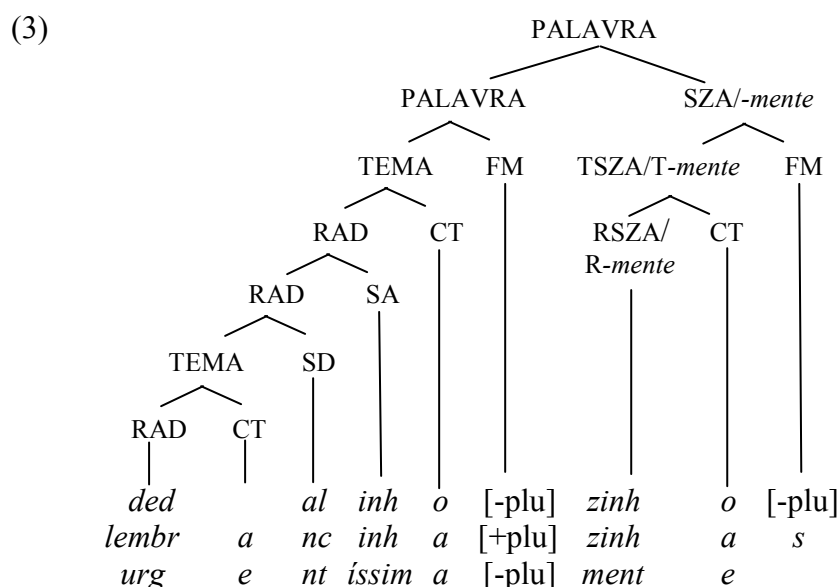 (3) PALAVRA
PALAVRA SZA/-mente
TEMA FM TSZA/T-mente FM
RAD CT RSZA/ CT
R-mente
RAD SA
TEMA SD
RAD CT
ded al inh o [-plu] zinh o [-plu]
lembr a nc inh a [+plu] zinh a s
urg e nt íssim a [-plu] ment e